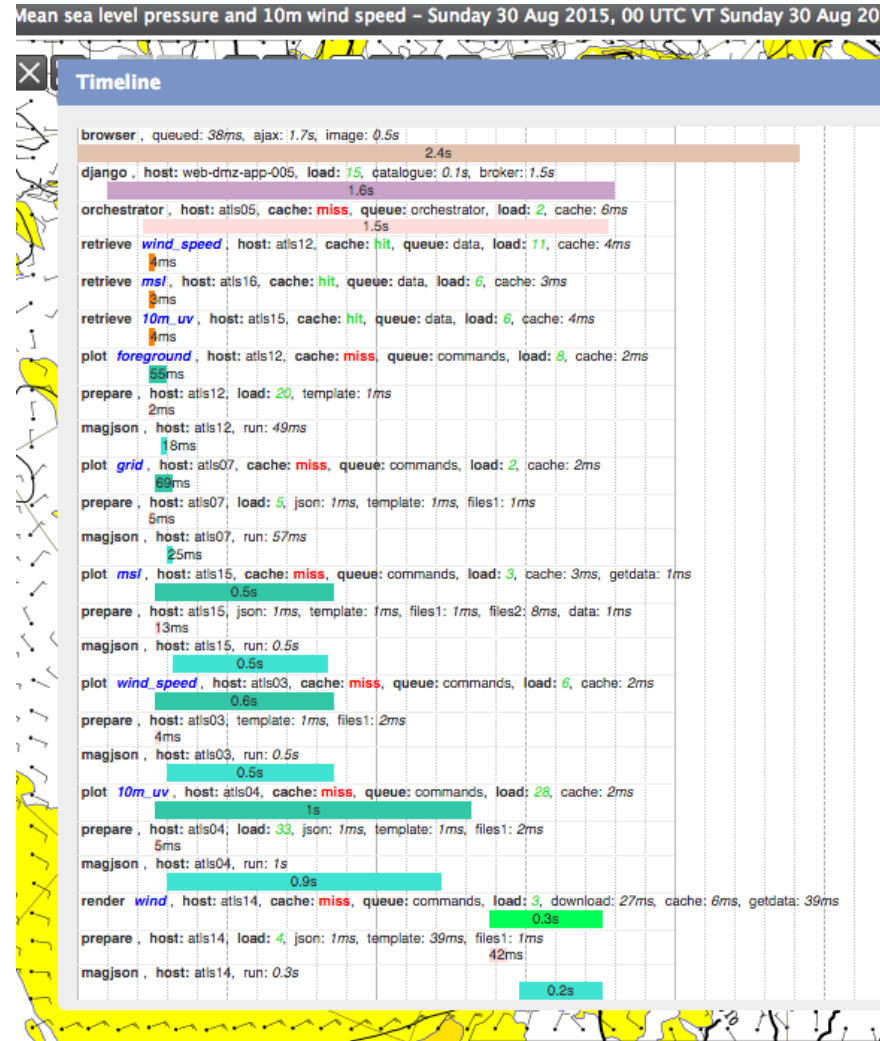 Mean sea level pressure and 10m wind speed – Sunday 30 Aug 2015, 00 UTC VT Sunday 30 Aug 20
Timeline
browser , queued: 38ms, ajax: 1.7s, image: 0.5s
2.4s
django , host: web-dmz-app-005, load: 15, catalogue: 0.1s, broker: 1.5s
1.6s
orchestrator , host: atls05, cache: miss, queue: orchestrator, load: 2, cache: 6ms
1.5s
retrieve wind_speed , host: atls12, cache: hit, queue: data, load: 11, cache: 4ms
4ms
retrieve msl , host: atls16, cache: hit, queue: data, load: 6, cache: 3ms
3ms
retrieve 10m_uv , host: atls15, cache: hit, queue: data, load: 6, cache: 4ms
4ms
plot foreground , host: atls12, cache: miss, queue: commands, load: 8, cache: 2ms
55ms
prepare , host: atls12, load: 20, template: 1ms
2ms
magjson , host: atls12, run: 49ms
18ms
plot grid , host: atls07, cache: miss, queue: commands, load: 2, cache: 2ms
69ms
prepare , host: atls07, load: 5, json: 1ms, template: 1ms, files1: 1ms
5ms
magjson , host: atls07, run: 57ms
25ms
plot msl , host: atls15, cache: miss, queue: commands, load: 3, cache: 3ms, getdata: 1ms
0.5s
prepare , host: atls15, json: 1ms, template: 1ms, files1: 1ms, files2: 8ms, data: 1ms
13ms
magjson , host: atls15, run: 0.5s
0.5s
plot wind_speed , host: atls03, cache: miss, queue: commands, load: 6, cache: 2ms
0.6s
prepare , host: atls03, template: 1ms, files1: 2ms
4ms
magjson , host: atls03, run: 0.5s
0.5s
plot 10m_uv , host: atls04, cache: miss, queue: commands, load: 28, cache: 2ms
1s
prepare , host: atls04, load: 33, json: 1ms, template: 1ms, files1: 2ms
5ms
magjson , host: atls04, run: 1s
0.9s
render wind , host: atls14, cache: miss, queue: commands, load: 3, download: 27ms, cache: 6ms, getdata: 39ms
0.3s
prepare , host: atls14, load: 4, json: 1ms, template: 39ms, files1: 1ms
42ms
magjson , host: atls14, run: 0.3s
0.2s